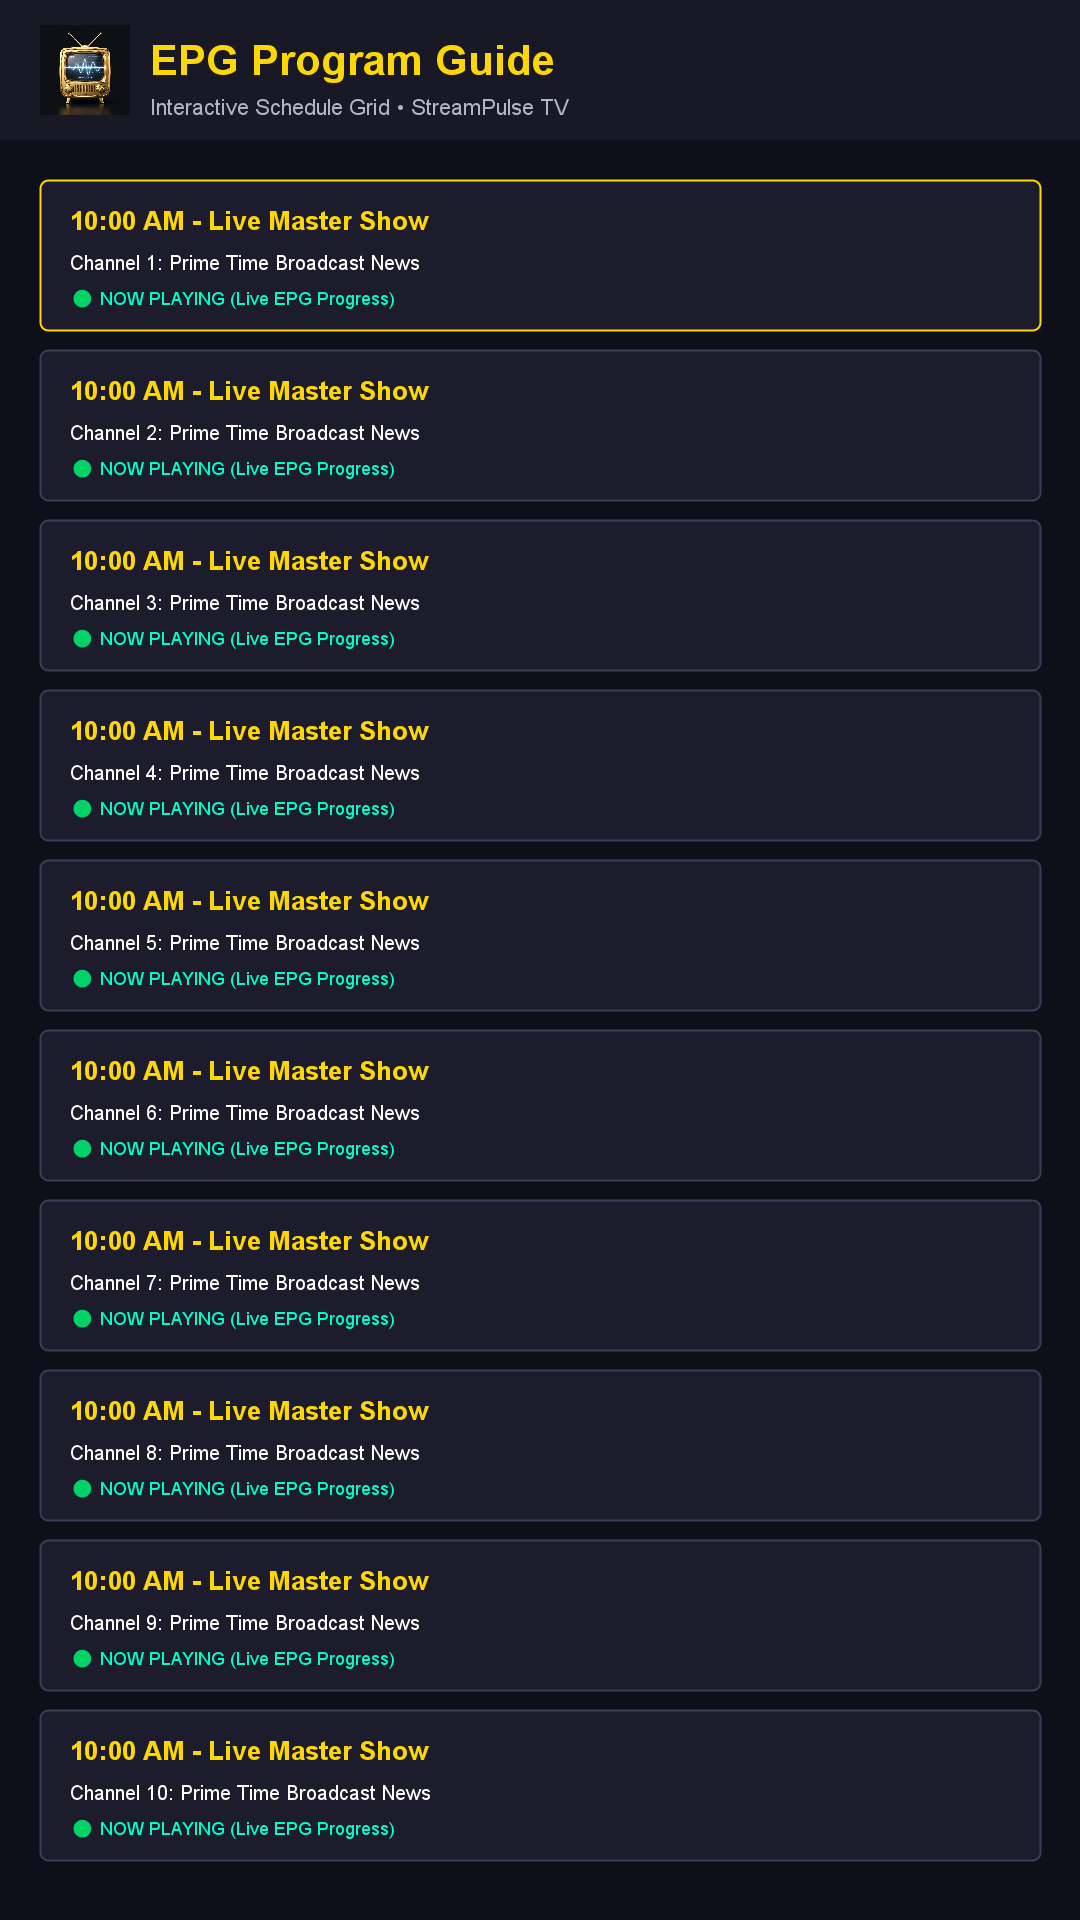 EPG Program Guide
Interactive Schedule Grid • StreamPulse TV
10:00 AM - Live Master Show
Channel 1: Prime Time Broadcast News
NOW PLAYING (Live EPG Progress)
10:00 AM - Live Master Show
Channel 2: Prime Time Broadcast News
NOW PLAYING (Live EPG Progress)
10:00 AM - Live Master Show
Channel 3: Prime Time Broadcast News
NOW PLAYING (Live EPG Progress)
10:00 AM - Live Master Show
Channel 4: Prime Time Broadcast News
NOW PLAYING (Live EPG Progress)
10:00 AM - Live Master Show
Channel 5: Prime Time Broadcast News
NOW PLAYING (Live EPG Progress)
10:00 AM - Live Master Show
Channel 6: Prime Time Broadcast News
NOW PLAYING (Live EPG Progress)
10:00 AM - Live Master Show
Channel 7: Prime Time Broadcast News
NOW PLAYING (Live EPG Progress)
10:00 AM - Live Master Show
Channel 8: Prime Time Broadcast News
NOW PLAYING (Live EPG Progress)
10:00 AM - Live Master Show
Channel 9: Prime Time Broadcast News
NOW PLAYING (Live EPG Progress)
10:00 AM - Live Master Show
Channel 10: Prime Time Broadcast News
NOW PLAYING (Live EPG Progress)